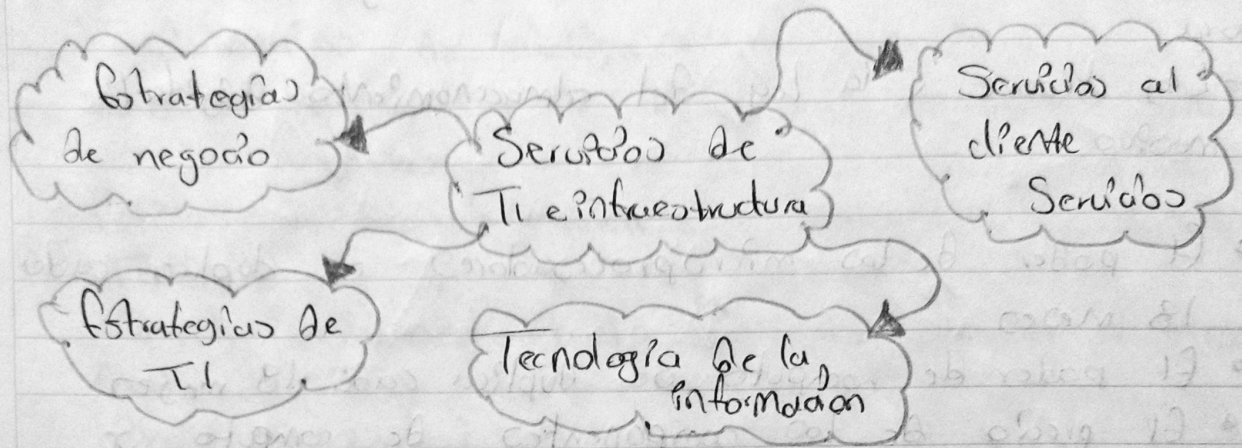 Estrategias
de negocio
Servicios de
TI e infraestructura
Servicios al
cliente
Servicios
Estrategias de
TI
Tecnología de la
información